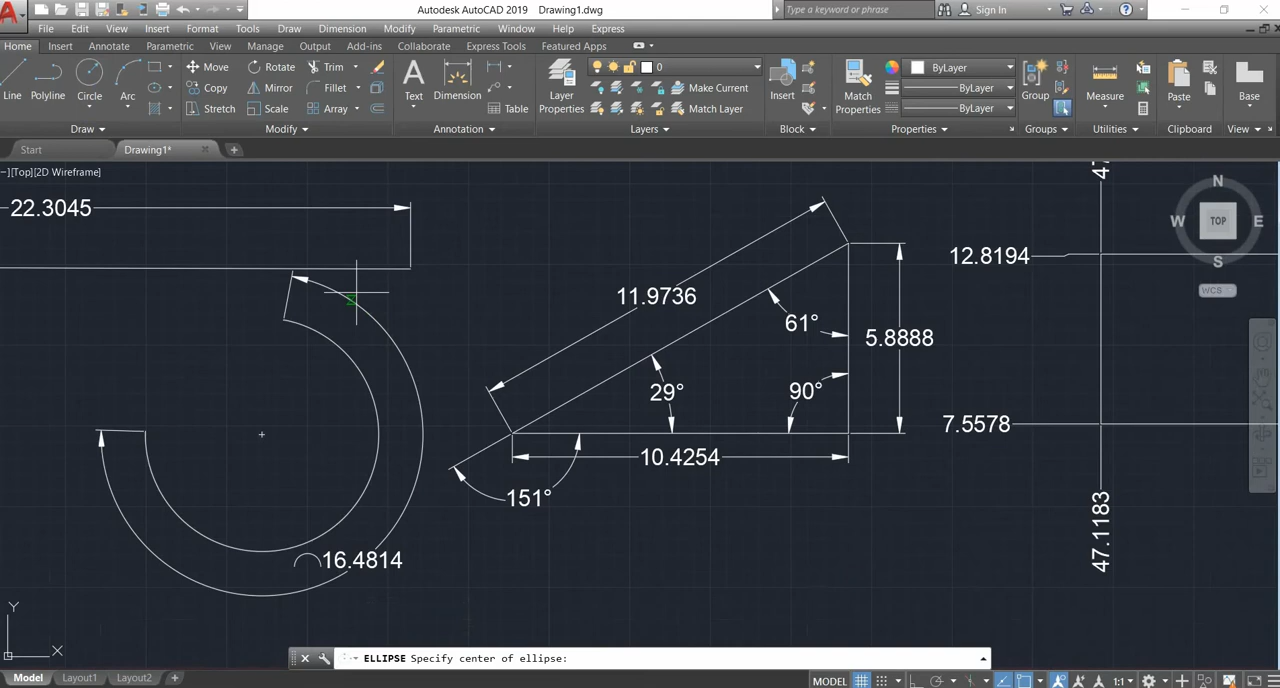 Autodesk AutoCAD 2019 Drawing1.dwg
Type a keyword or phrase
Sign In
File Edit View Insert Format Tools Draw Dimension Modify Parametric Window Help Express
Home Insert Annotate Parametric View Manage Output Add-ins Collaborate Express Tools Featured Apps
Line Polyline Circle Arc
Move Rotate Trim
Copy Mirror Fillet
Stretch Scale Array
Text Dimension Table
Layer Properties
0
Make Current
Match Layer
Insert
Match Properties
ByLayer
ByLayer
ByLayer
Group
Measure
Paste
Base
Draw Modify Annotation Layers Block Properties Groups Utilities Clipboard View
Start Drawing1*
[Top][2D Wireframe]
22.3045
11.9736
61°
5.8888
29°
90°
10.4254
151°
16.4814
12.8194
7.5578
47.1183
N
W TOP E
S
WCS
Y
X
ELLIPSE Specify center of ellipse:
Model Layout1 Layout2
MODEL
1:1